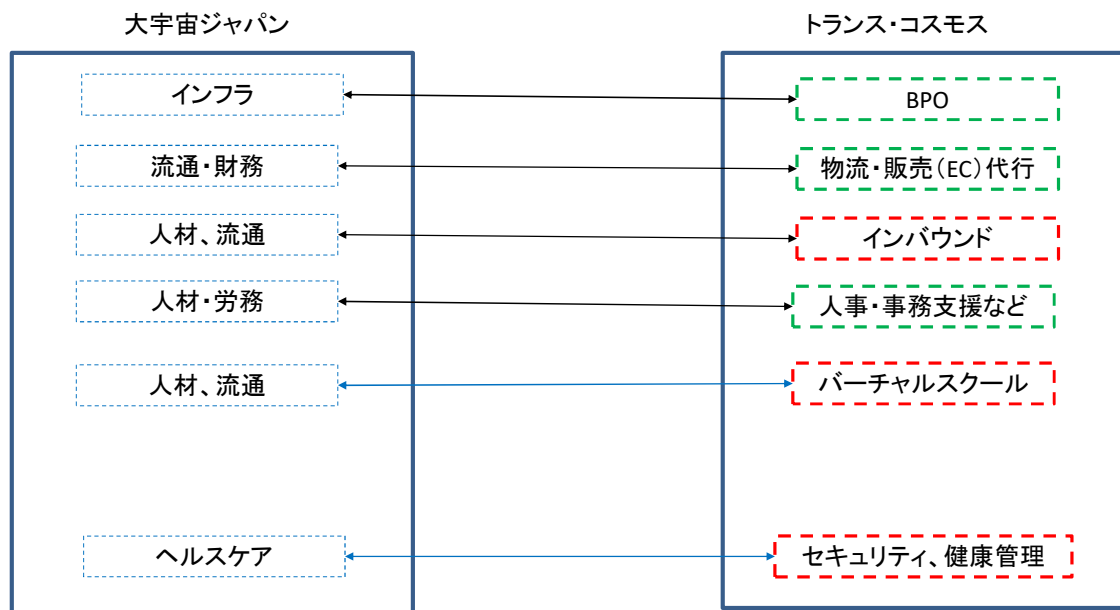 大宇宙ジャパン
トランス・コスモス
インフラ
BPO
流通・財務
物流・販売(EC)代行
人材、流通
インバウンド
人材・労務
人事・事務支援など
人材、流通
バーチャルスクール
ヘルスケア
セキュリティ、健康管理